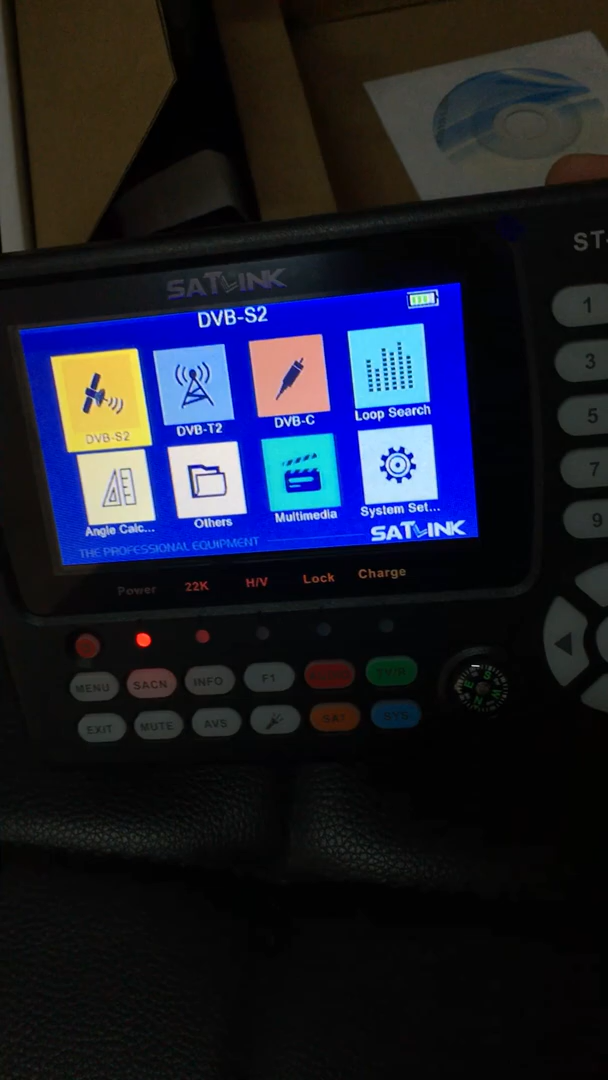 SATLINK
ST-
DVB-S2
DVB-S2
DVB-T2
DVB-C
Loop Search
Angle Calc...
Others
Multimedia
System Set...
THE PROFESSIONAL EQUIPMENT
SATLINK
Power 22K H/V Lock Charge
1
3
5
7
9
MENU SACN INFO F1 AUDIO TV/R
EXIT MUTE AVS SAT SYS
S
W
N